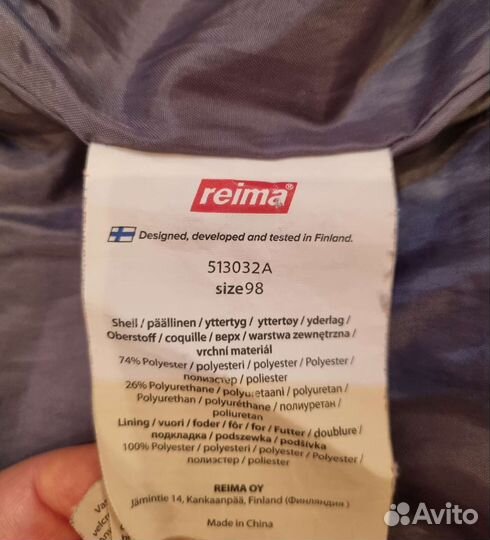 reima®
Designed, developed and tested in Finland.
513032A
size98
Shell / päällinen / yttertyg / yttertøy / yderlag /
Oberstoff / coquille / верх / warstwa zewnętrzna /
vrchní materiál
74% Polyester / polyesteri / polyester / Polyester /
полиэстер / poliester
26% Polyurethane / polyuretaani / polyuretan /
Polyurethan / polyuréthane / полиуретан /
poliuretan
Lining / vuori / foder / fôr / for / Futter / doublure /
подкладка / podszewka / podšívka
100% Polyester / polyesteri / polyester / Polyester /
полиэстер / poliester
REIMA OY
Jämintie 14, Kankaanpää, Finland (Финляндия)
Made in China
Avito